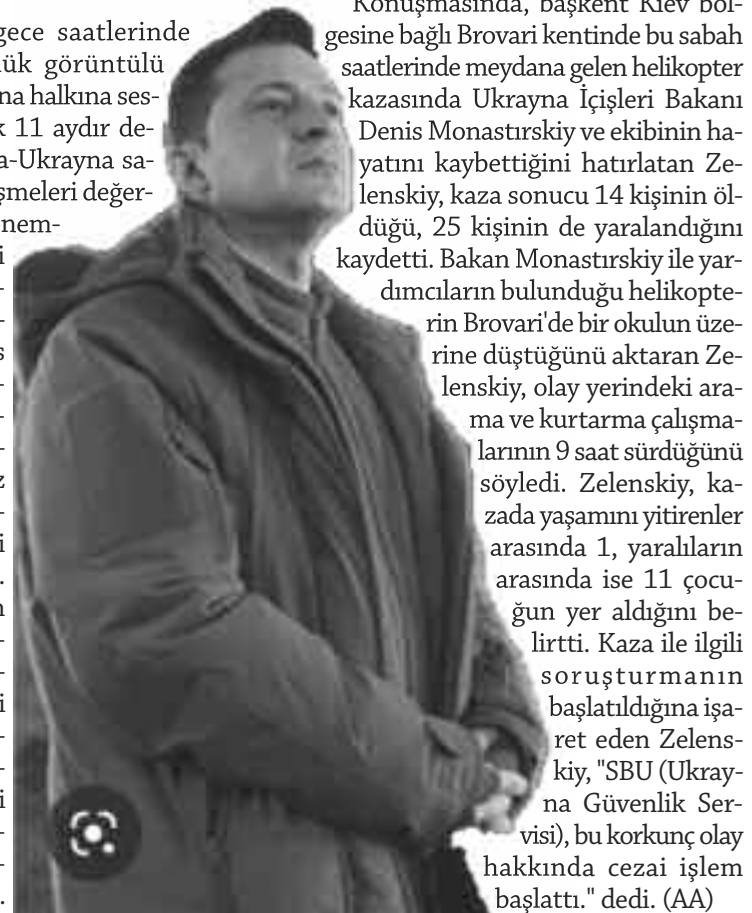 gece saatlerinde
lük görüntülü
na halkına ses-
k 11 aydır de-
a-Ukrayna sa-
şmeleri değer-
nem-
i
-
-
s
-
-
-
z
-
i
.
n
-
-
i
-
-
i
-
-
.
Konuşmasında, başkent Kiev böl-
gesine bağlı Brovari kentinde bu sabah
saatlerinde meydana gelen helikopter
kazasında Ukrayna İçişleri Bakanı
Denis Monastırskiy ve ekibinin ha-
yatını kaybettiğini hatırlatan Ze-
lenskiy, kaza sonucu 14 kişinin öl-
düğü, 25 kişinin de yaralandığını
kaydetti. Bakan Monastırskiy ile yar-
dımcıların bulunduğu helikopte-
rin Brovari'de bir okulun üze-
rine düştüğünü aktaran Ze-
lenskiy, olay yerindeki ara-
ma ve kurtarma çalışma-
larının 9 saat sürdüğünü
söyledi. Zelenskiy, ka-
zada yaşamını yitirenler
arasında 1, yaralıların
arasında ise 11 çocu-
ğun yer aldığını be-
lirtti. Kaza ile ilgili
soruşturmanın
başlatıldığına işa-
ret eden Zelens-
kiy, "SBU (Ukray-
na Güvenlik Ser-
visi), bu korkunç olay
hakkında cezai işlem
başlattı." dedi. (AA)